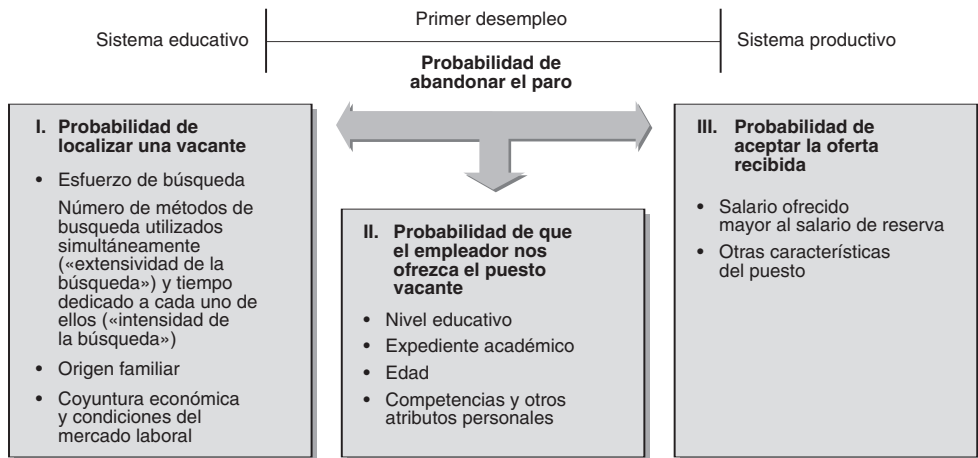 Sistema educativo
Primer desempleo
Sistema productivo
Probabilidad de
abandonar el paro
I. Probabilidad de
localizar una vacante
• Esfuerzo de búsqueda
Número de métodos de
busqueda utilizados
simultáneamente
(«extensividad de la
búsqueda») y tiempo
dedicado a cada uno de
ellos («intensidad de
la búsqueda»)
• Origen familiar
• Coyuntura económica
y condiciones del
mercado laboral
II. Probabilidad de que
el empleador nos
ofrezca el puesto
vacante
• Nivel educativo
• Expediente académico
• Edad
• Competencias y otros
atributos personales
III. Probabilidad de
aceptar la oferta
recibida
• Salario ofrecido
mayor al salario de reserva
• Otras características
del puesto